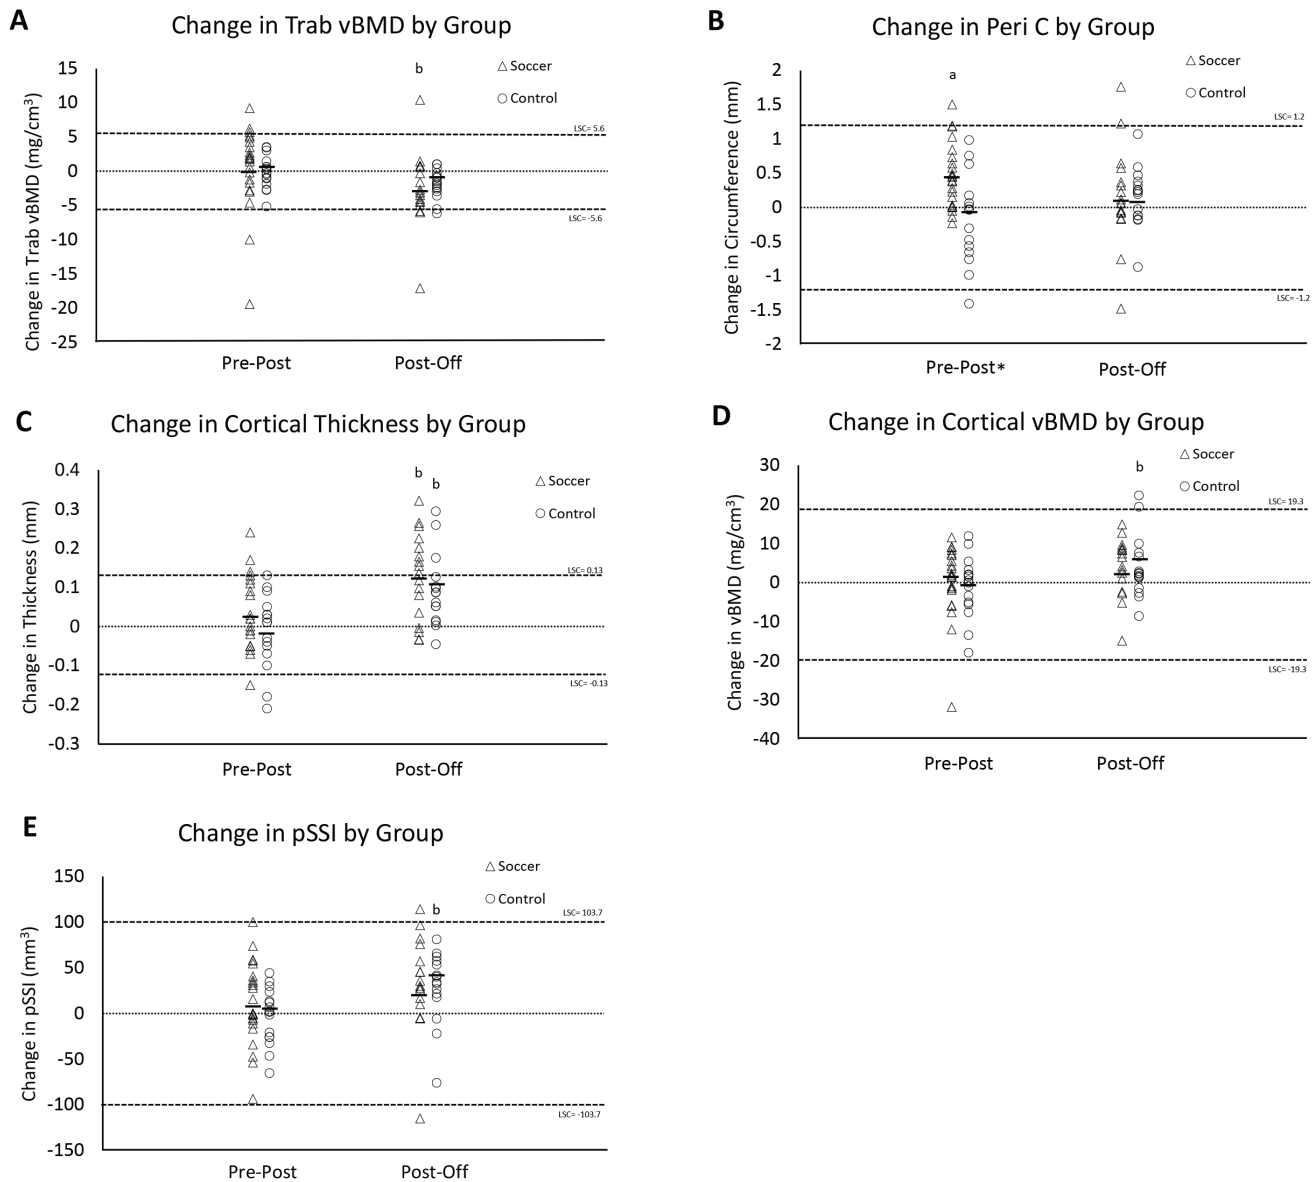 A
Change in Trab vBMD by Group
Change in Trab vBMD (mg/cm³)
15
10
5
0
-5
-10
-15
-20
-25
b
Soccer
Control
LSC= 5.6
LSC= -5.6
Pre-Post
Post-Off
B
Change in Peri C by Group
Change in Circumference (mm)
2
1.5
1
0.5
0
-0.5
-1
-1.5
-2
a
Soccer
Control
LSC= 1.2
LSC= -1.2
Pre-Post*
Post-Off
C
Change in Cortical Thickness by Group
Change in Thickness (mm)
0.4
0.3
0.2
0.1
0
-0.1
-0.2
-0.3
b
b
Soccer
Control
LSC= 0.13
LSC= -0.13
Pre-Post
Post-Off
D
Change in Cortical vBMD by Group
Change in vBMD (mg/cm³)
30
20
10
0
-10
-20
-30
-40
b
Soccer
Control
LSC= 19.3
LSC= -19.3
Pre-Post
Post-Off
E
Change in pSSI by Group
Change in pSSI (mm³)
150
100
50
0
-50
-100
-150
b
Soccer
Control
LSC= 103.7
LSC= -103.7
Pre-Post
Post-Off